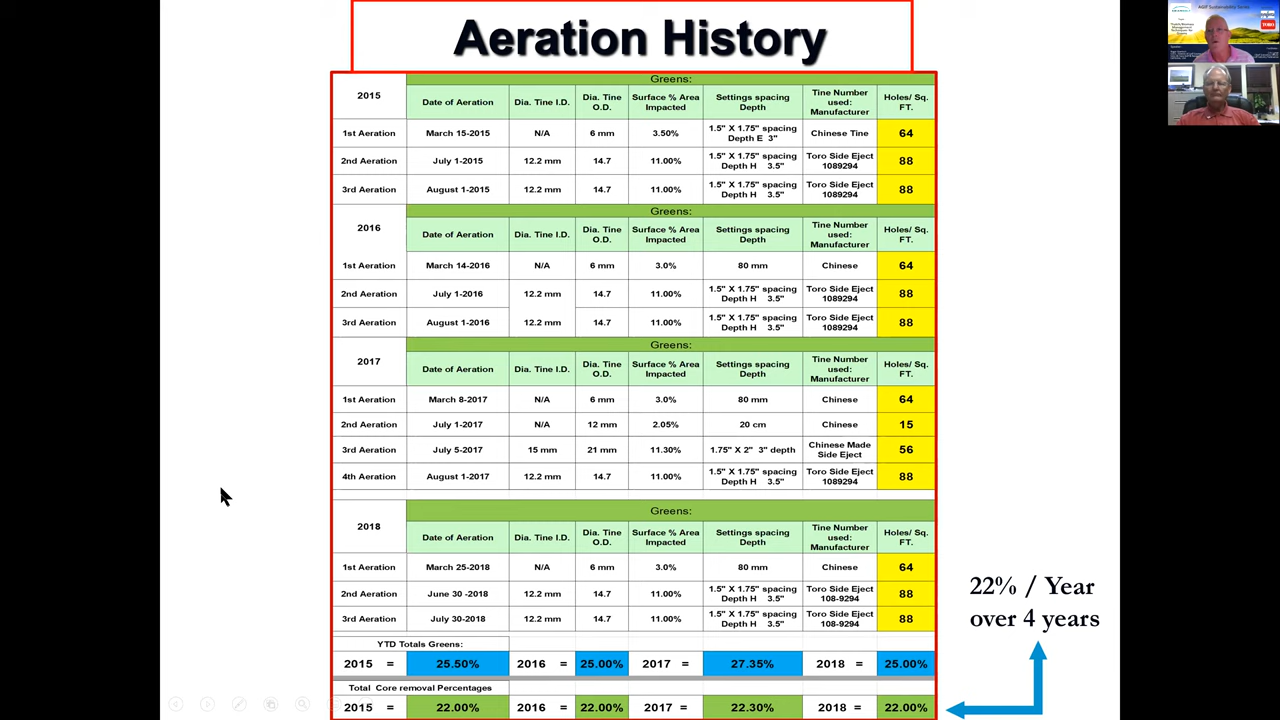 Aeration History
Greens:
2015 Date of Aeration Dia. Tine I.D. Dia. Tine O.D. Surface % Area Impacted Settings spacing Depth Tine Number used: Manufacturer Holes/ Sq. FT.
1st Aeration March 15-2015 N/A 6 mm 3.50% 1.5" X 1.75" spacing Depth E 3" Chinese Tine 64
2nd Aeration July 1-2015 12.2 mm 14.7 11.00% 1.5" X 1.75" spacing Depth H 3.5" Toro Side Eject 1089294 88
3rd Aeration August 1-2015 12.2 mm 14.7 11.00% 1.5" X 1.75" spacing Depth H 3.5" Toro Side Eject 1089294 88
Greens:
2016 Date of Aeration Dia. Tine I.D. Dia. Tine O.D. Surface % Area Impacted Settings spacing Depth Tine Number used: Manufacturer Holes/ Sq. FT.
1st Aeration March 14-2016 N/A 6 mm 3.0% 80 mm Chinese 64
2nd Aeration July 1-2016 12.2 mm 14.7 11.00% 1.5" X 1.75" spacing Depth H 3.5" Toro Side Eject 1089294 88
3rd Aeration August 1-2016 12.2 mm 14.7 11.00% 1.5" X 1.75" spacing Depth H 3.5" Toro Side Eject 1089294 88
Greens:
2017 Date of Aeration Dia. Tine I.D. Dia. Tine O.D. Surface % Area Impacted Settings spacing Depth Tine Number used: Manufacturer Holes/ Sq. FT.
1st Aeration March 8-2017 N/A 6 mm 3.0% 80 mm Chinese 64
2nd Aeration July 1-2017 N/A 12 mm 2.05% 20 cm Chinese 15
3rd Aeration July 5-2017 15 mm 21 mm 11.30% 1.75" X 2" 3" depth Chinese Made Side Eject 56
4th Aeration August 1-2017 12.2 mm 14.7 11.00% 1.5" X 1.75" spacing Depth H 3.5" Toro Side Eject 1089294 88
Greens:
2018 Date of Aeration Dia. Tine I.D. Dia. Tine O.D. Surface % Area Impacted Settings spacing Depth Tine Number used: Manufacturer Holes/ Sq. FT.
1st Aeration March 25-2018 N/A 6 mm 3.0% 80 mm Chinese 64
2nd Aeration June 30 -2018 12.2 mm 14.7 11.00% 1.5" X 1.75" spacing Depth H 3.5" Toro Side Eject 108-9294 88
3rd Aeration July 30-2018 12.2 mm 14.7 11.00% 1.5" X 1.75" spacing Depth H 3.5" Toro Side Eject 108-9294 88
YTD Totals Greens:
2015 = 25.50% 2016 = 25.00% 2017 = 27.35% 2018 = 25.00%
Total Core removal Percentages
2015 = 22.00% 2016 = 22.00% 2017 = 22.30% 2018 = 22.00%
22% / Year
over 4 years
TORO